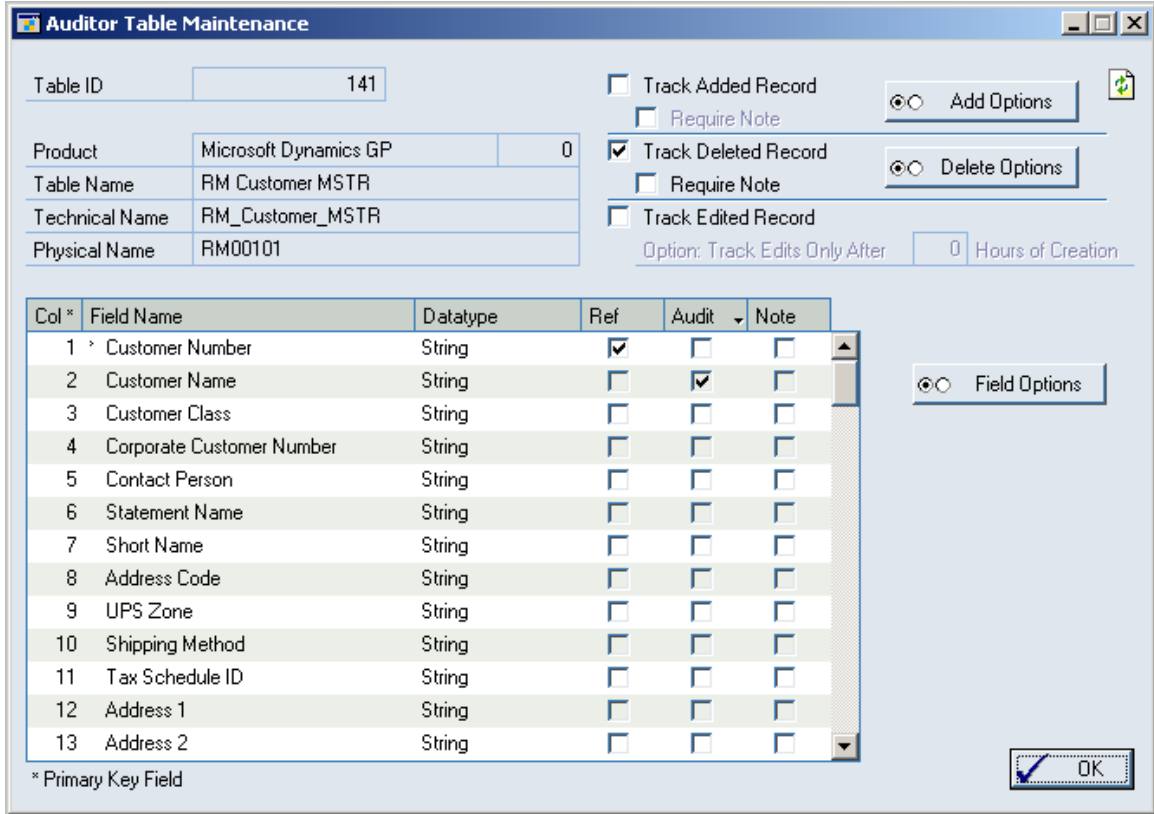 Auditor Table Maintenance
Table ID 141
Product Microsoft Dynamics GP 0
Table Name RM Customer MSTR
Technical Name RM_Customer_MSTR
Physical Name RM00101
Track Added Record
Require Note
Add Options
Track Deleted Record
Require Note
Delete Options
Track Edited Record
Option: Track Edits Only After 0 Hours of Creation
Col * Field Name Datatype Ref Audit Note
1 * Customer Number String
2 Customer Name String
3 Customer Class String
4 Corporate Customer Number String
5 Contact Person String
6 Statement Name String
7 Short Name String
8 Address Code String
9 UPS Zone String
10 Shipping Method String
11 Tax Schedule ID String
12 Address 1 String
13 Address 2 String
Field Options
* Primary Key Field
OK